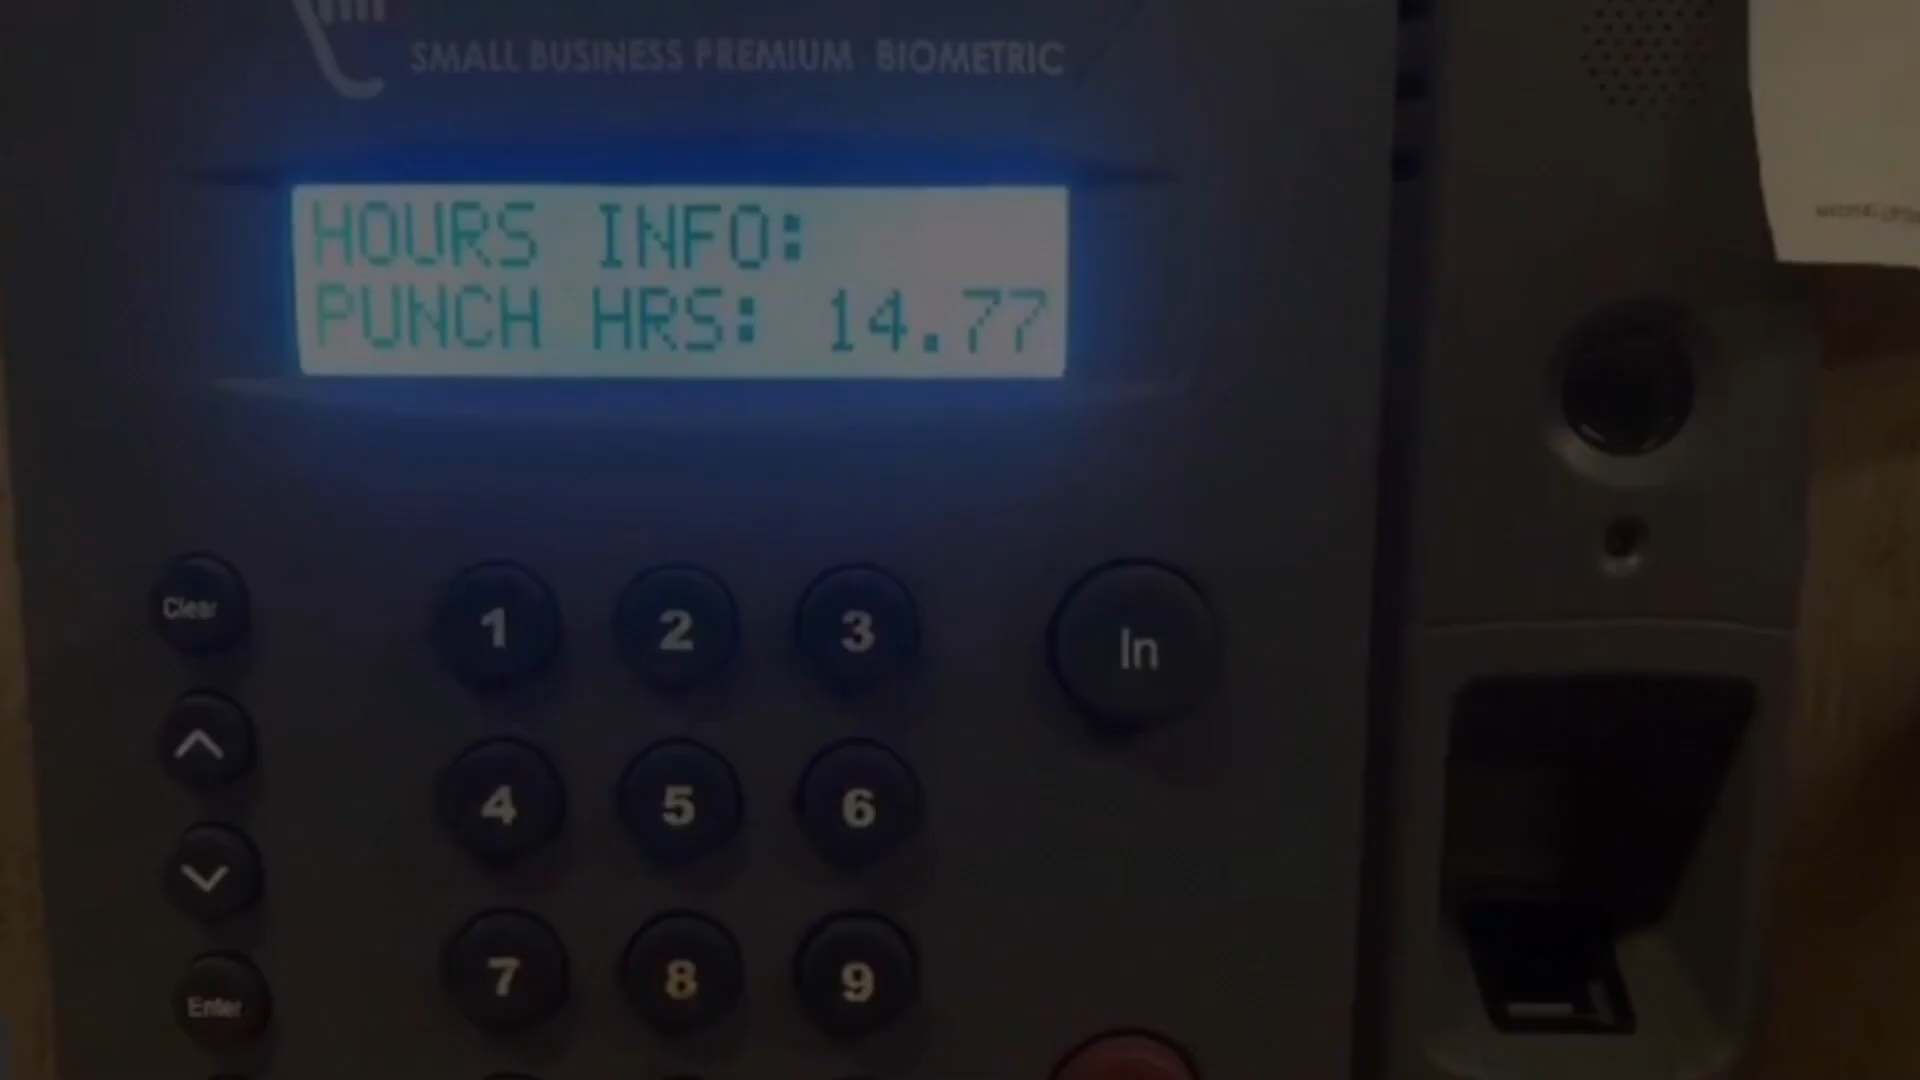 SMALL BUSINESS PREMIUM BIOMETRIC
HOURS INFO:
PUNCH HRS: 14.77
Clear
1 2 3
In
4 5 6
7 8 9
Enter